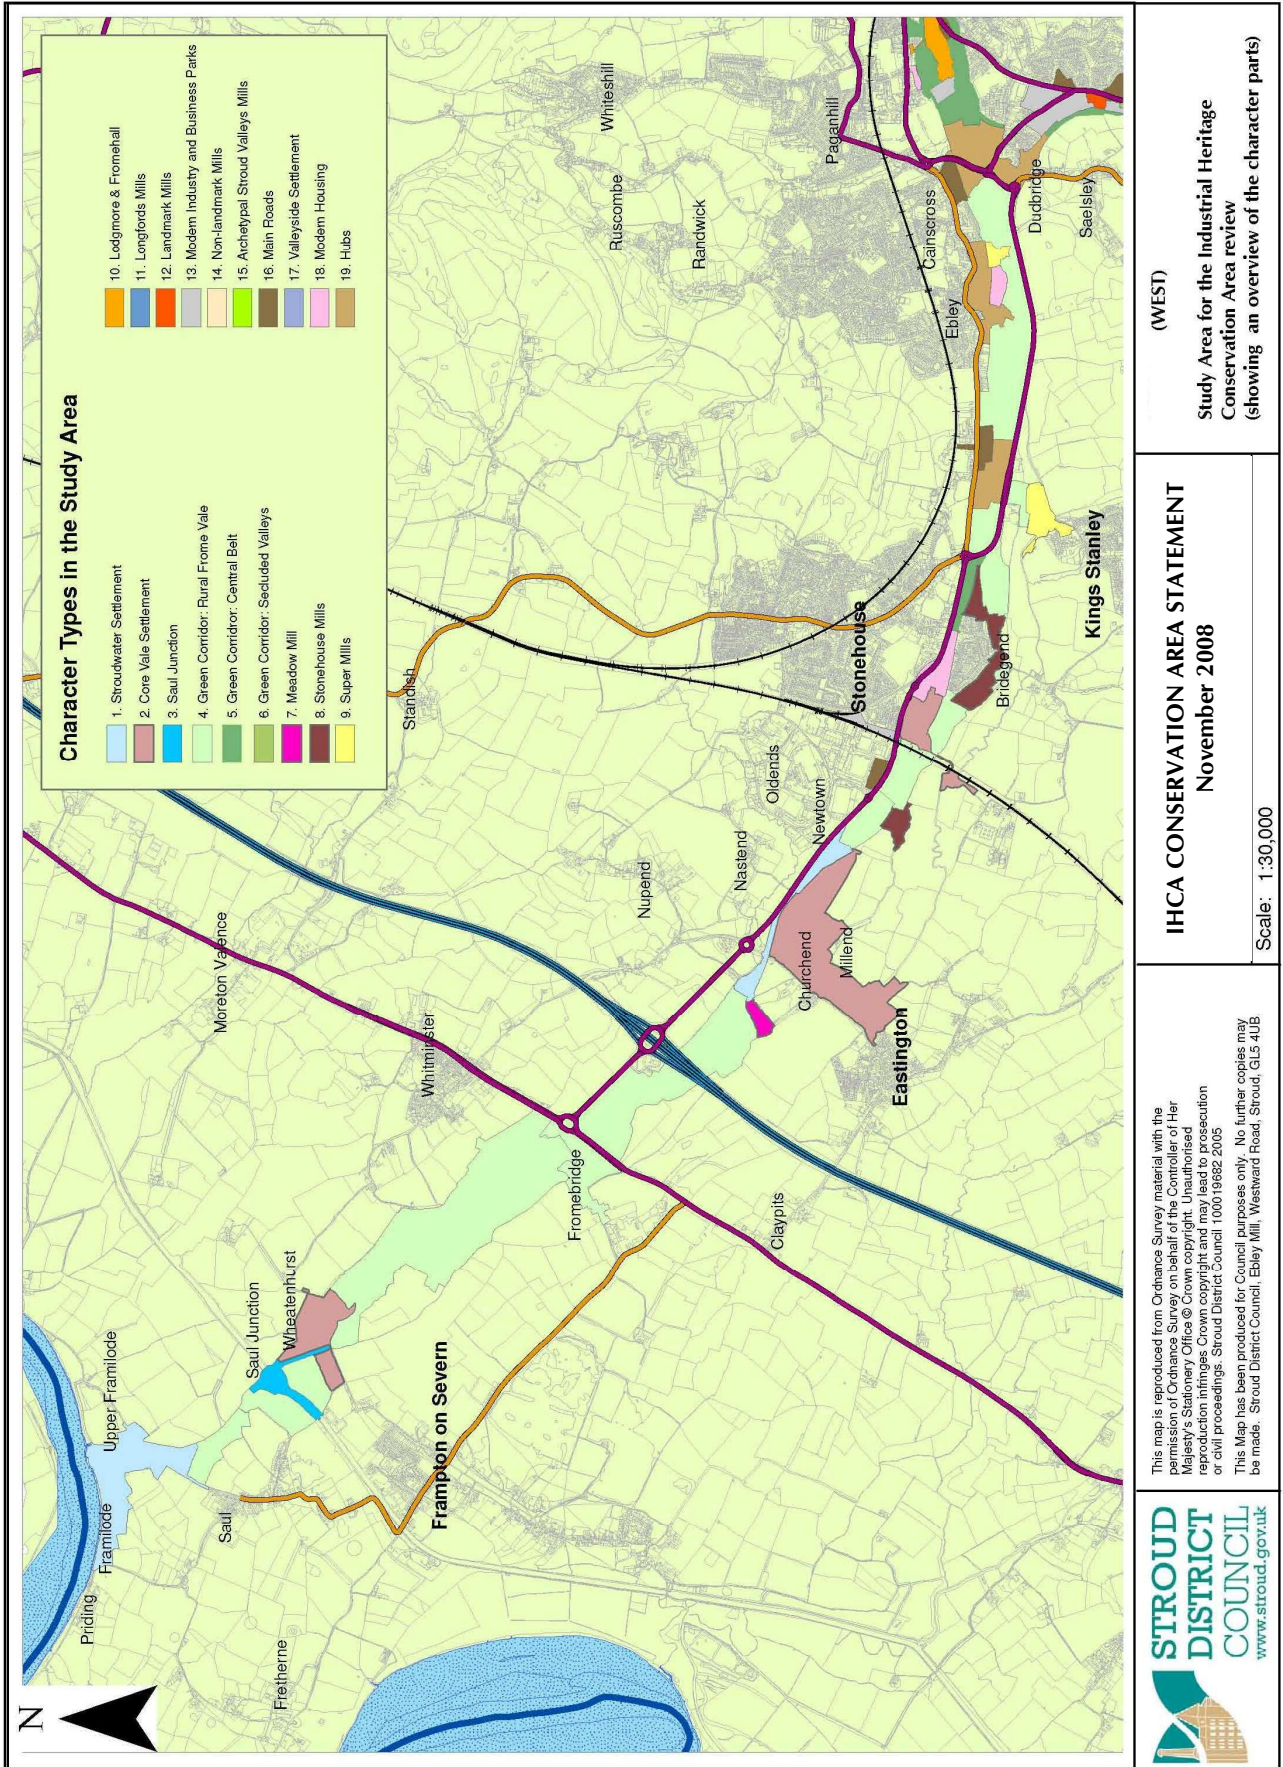 N
Character Types in the Study Area
1. Stroudwater Settlement
2. Core Vale Settlement
3. Saul Junction
4. Green Corridor: Rural Frome Vale
5. Green Corridror: Central Belt
6. Green Corridor: Secluded Valleys
7. Meadow Mill
8. Stonehouse Mills
9. Super Mills
10. Lodgmore & Fromehall
11. Longfords Mills
12. Landmark Mills
13. Modern Industry and Business Parks
14. Non-landmark Mills
15. Archetypal Stroud Valleys Mills
16. Main Roads
17. Valleyside Settlement
18. Modern Housing
19. Hubs
Priding
Framilode
Upper Framilode
Saul
Saul Junction
Wheatenhurst
Fretherne
Frampton on Severn
Moreton Valence
Whitminster
Fromebridge
Claypits
Standish
Nupend
Nastend
Oldends
Newtown
Churchend
Millend
Eastington
Stonehouse
Bridgend
Kings Stanley
Whiteshill
Ruscombe
Randwick
Paganhill
Cainscross
Ebley
Dudbridge
Saelsley
STROUD
DISTRICT
COUNCIL
www.stroud.gov.uk
This map is reproduced from Ordnance Survey material with the
permission of Ordnance Survey on behalf of the Controller of Her
Majesty's Stationery Office © Crown copyright. Unauthorised
reproduction infringes Crown copyright and may lead to prosecution
or civil proceedings. Stroud District Council 100019682 2005
This Map has been produced for Council purposes only. No further copies may
be made. Stroud District Council, Ebley Mill, Westward Road, Stroud, GL5 4UB
IHCA CONSERVATION AREA STATEMENT
November 2008
Scale: 1:30,000
(WEST)
Study Area for the Industrial Heritage
Conservation Area review
(showing an overview of the character parts)